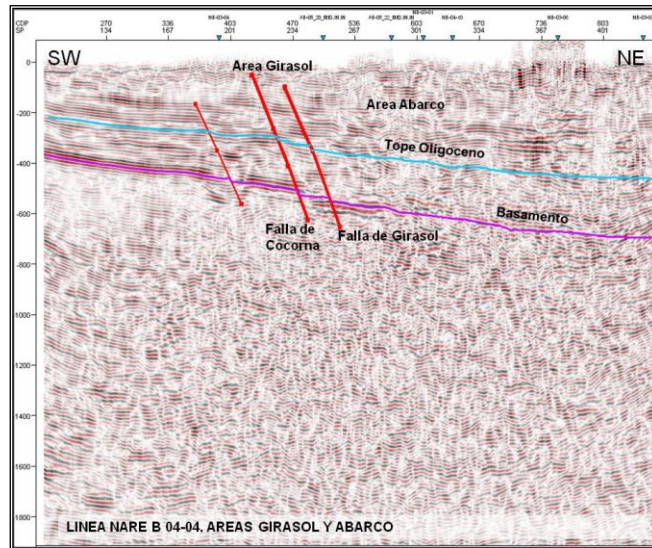 CDP 270 336 403 470 536 603 670 736 803
SP 134 167 201 234 267 303 334 367 401
SW
NE
Area Girasol
Area Abarco
Tope Oligoceno
Basamento
Falla de
Cocorna
Falla de Girasol
0
-200
-400
-600
-800
-1000
-1200
-1400
-1600
-1800
LINEA NARE B 04-04. AREAS GIRASOL Y ABARCO